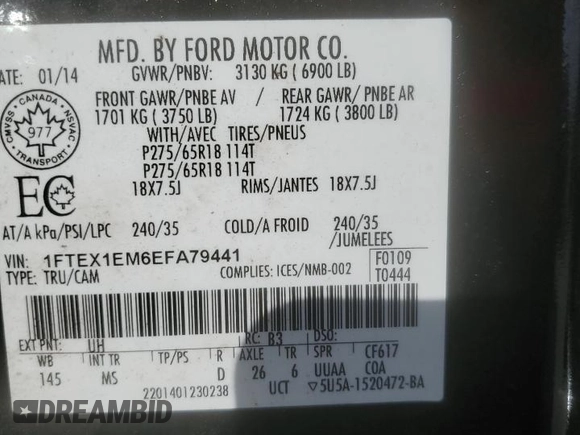 MFD. BY FORD MOTOR CO.
DATE: 01/14 GVWR/PNBV: 3130 KG ( 6900 LB)
FRONT GAWR/PNBE AV / REAR GAWR/ PNBE AR
1701 KG ( 3750 LB) 1724 KG ( 3800 LB)
CMVSS CANADA NSVAC
977
TRANSPORT
WITH/AVEC TIRES/PNEUS
P275/65R18 114T
P275/65R18 114T
18X7.5J RIMS/JANTES 18X7.5J
EC
AT/A kPa/PSI/LPC 240/35 COLD/A FROID 240/35
/JUMELEES
VIN: 1FTEX1EM6EFA79441
TYPE: TRU/CAM COMPLIES: ICES/NMB-002
F0109
T0444
EXT PNT: UH RC: B3 DSO:
WB INT TR TP/PS R AXLE TR SPR CF617
145 MS D 26 6 UUAA COA
2201401230238 UCT ▽5U5A-1520472-BA
DREAMBID